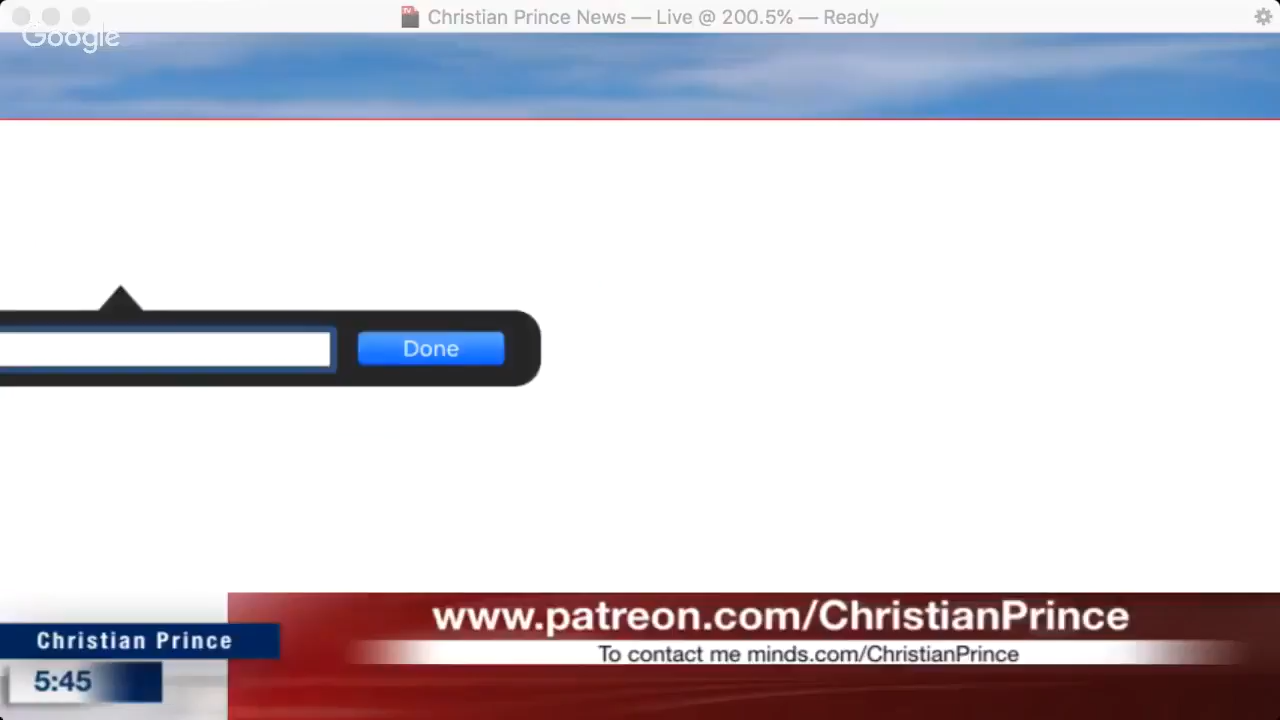 Christian Prince News — Live @ 200.5% — Ready
Google
Done
www.patreon.com/ChristianPrince
To contact me minds.com/ChristianPrince
Christian Prince
5:45